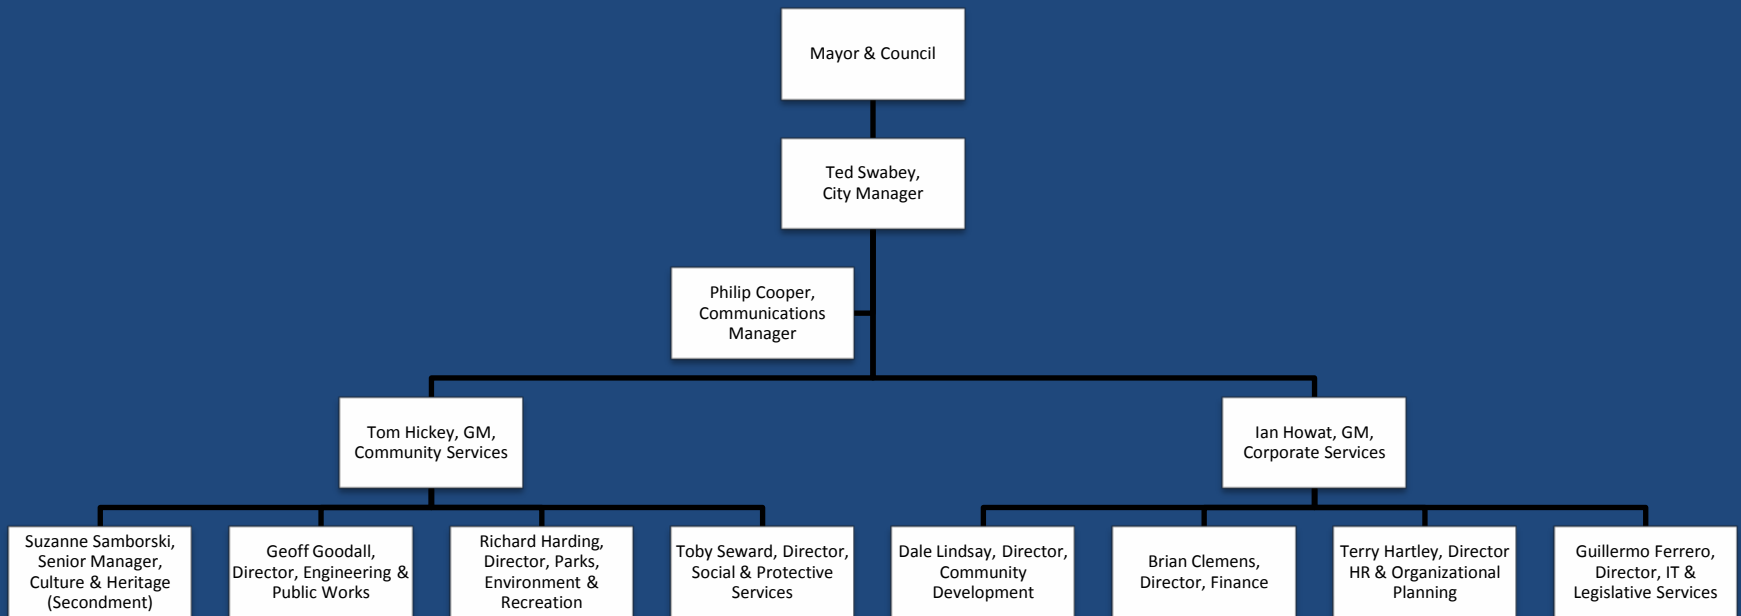 Mayor & Council
Ted Swabey,
City Manager
Philip Cooper,
Communications
Manager
Tom Hickey, GM,
Community Services
Ian Howat, GM,
Corporate Services
Suzanne Samborski,
Senior Manager,
Culture & Heritage
(Secondment)
Geoff Goodall,
Director, Engineering &
Public Works
Richard Harding,
Director, Parks,
Environment &
Recreation
Toby Seward, Director,
Social & Protective
Services
Dale Lindsay, Director,
Community
Development
Brian Clemens,
Director, Finance
Terry Hartley, Director
HR & Organizational
Planning
Guillermo Ferrero,
Director, IT &
Legislative Services